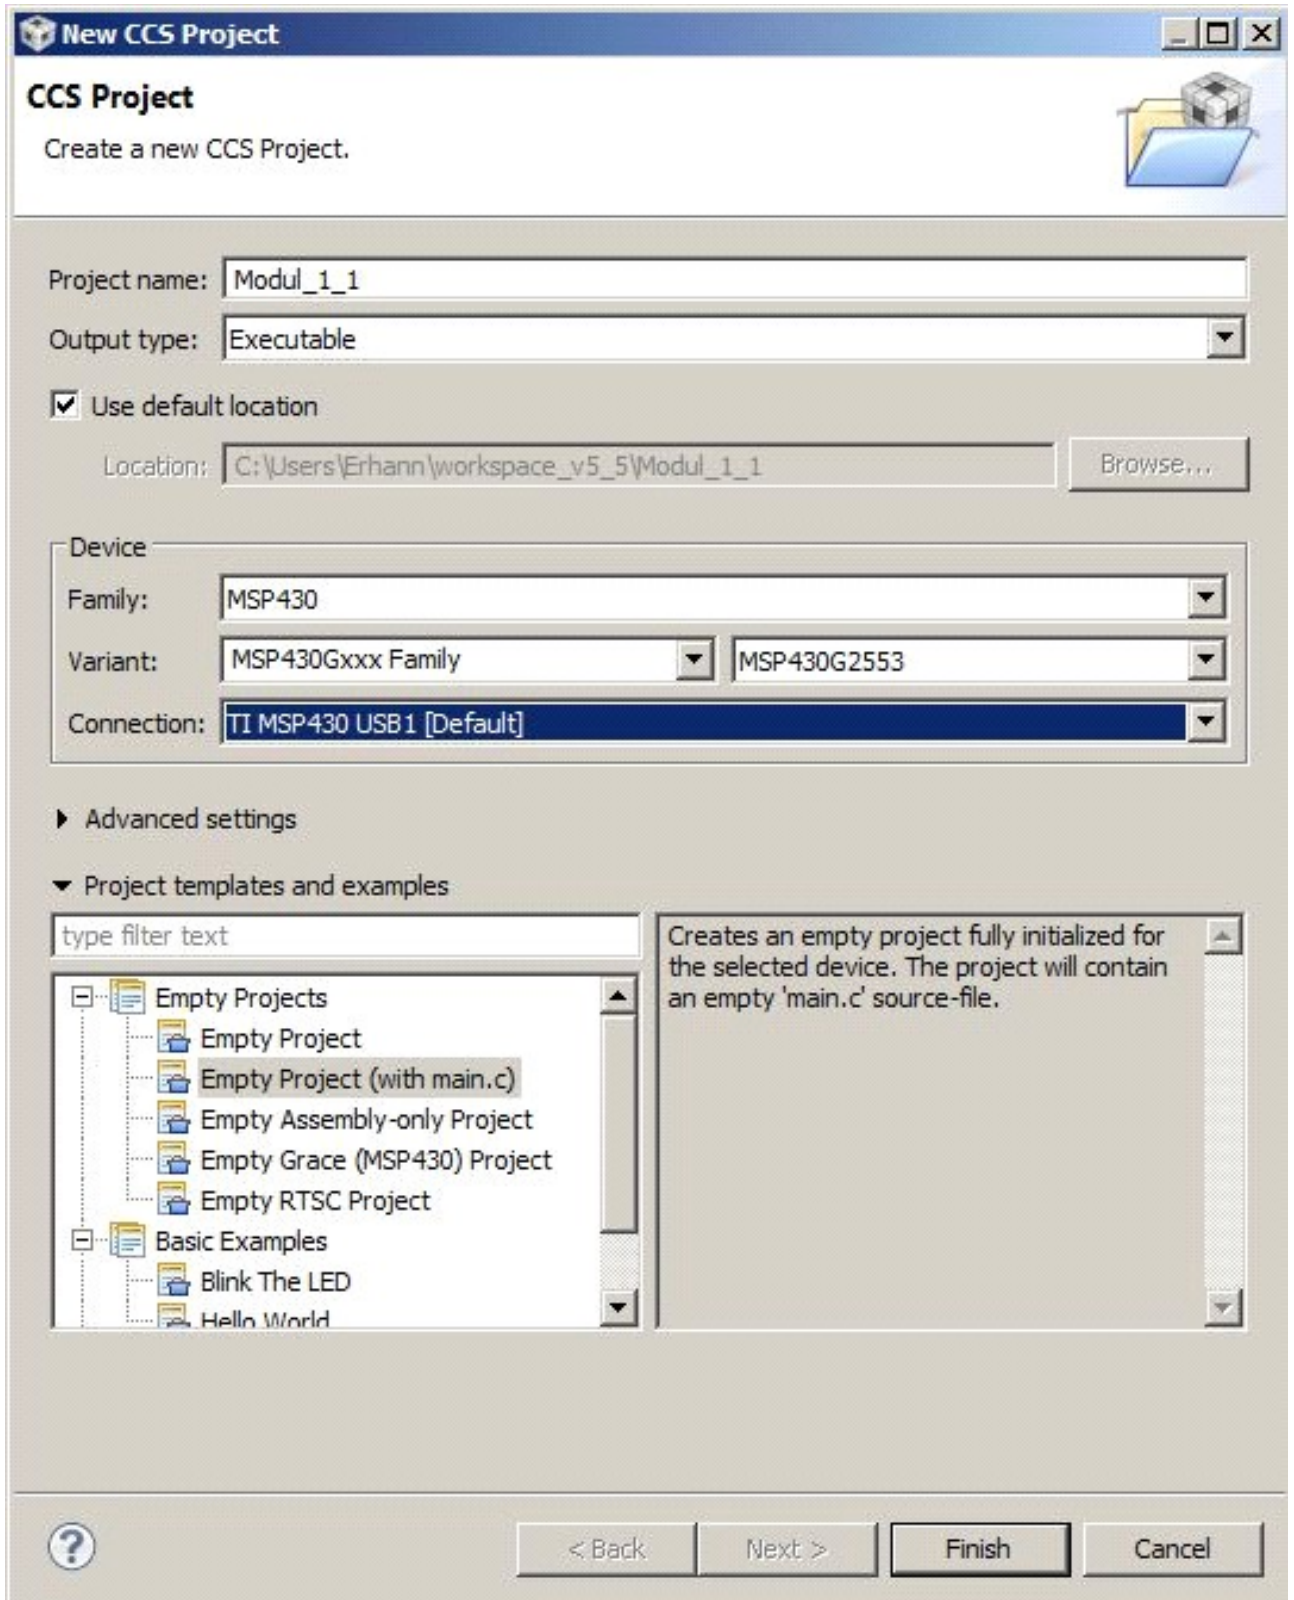 New CCS Project
CCS Project
Create a new CCS Project.
Project name: Modul_1_1
Output type: Executable
Use default location
Location: C:\Users\Erhann\workspace_v5_5\Modul_1_1 Browse...
Device
Family: MSP430
Variant: MSP430Gxxx Family MSP430G2553
Connection: TI MSP430 USB1 [Default]
Advanced settings
Project templates and examples
type filter text
Empty Projects
Empty Project
Empty Project (with main.c)
Empty Assembly-only Project
Empty Grace (MSP430) Project
Empty RTSC Project
Basic Examples
Blink The LED
Hello World
Creates an empty project fully initialized for
the selected device. The project will contain
an empty 'main.c' source-file.
?
< Back Next > Finish Cancel